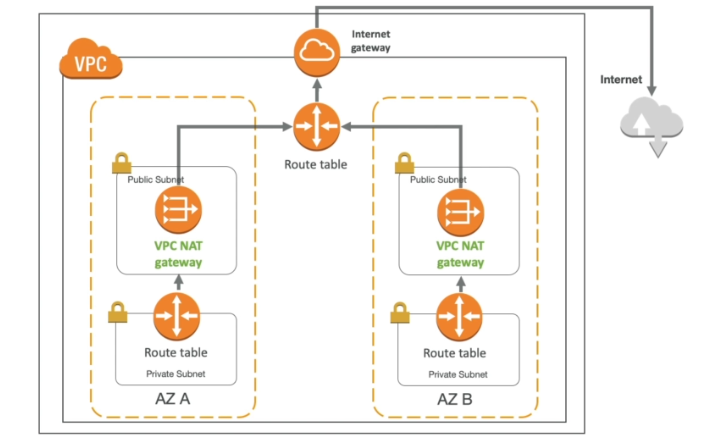 Internet
gateway
VPC
Internet
Route table
Public Subnet
VPC NAT
gateway
Public Subnet
VPC NAT
gateway
Route table
Private Subnet
AZ A
Route table
Private Subnet
AZ B